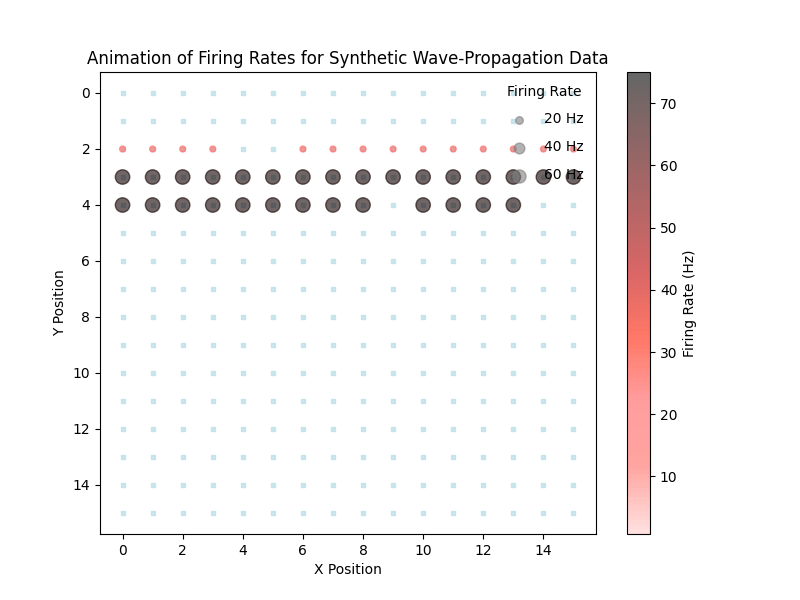 Animation of Firing Rates for Synthetic Wave-Propagation Data
Firing Rate
20 Hz
40 Hz
60 Hz
0
2
4
6
8
10
12
14
Y Position
0
2
4
6
8
10
12
14
X Position
70
60
50
40
30
20
10
Firing Rate (Hz)